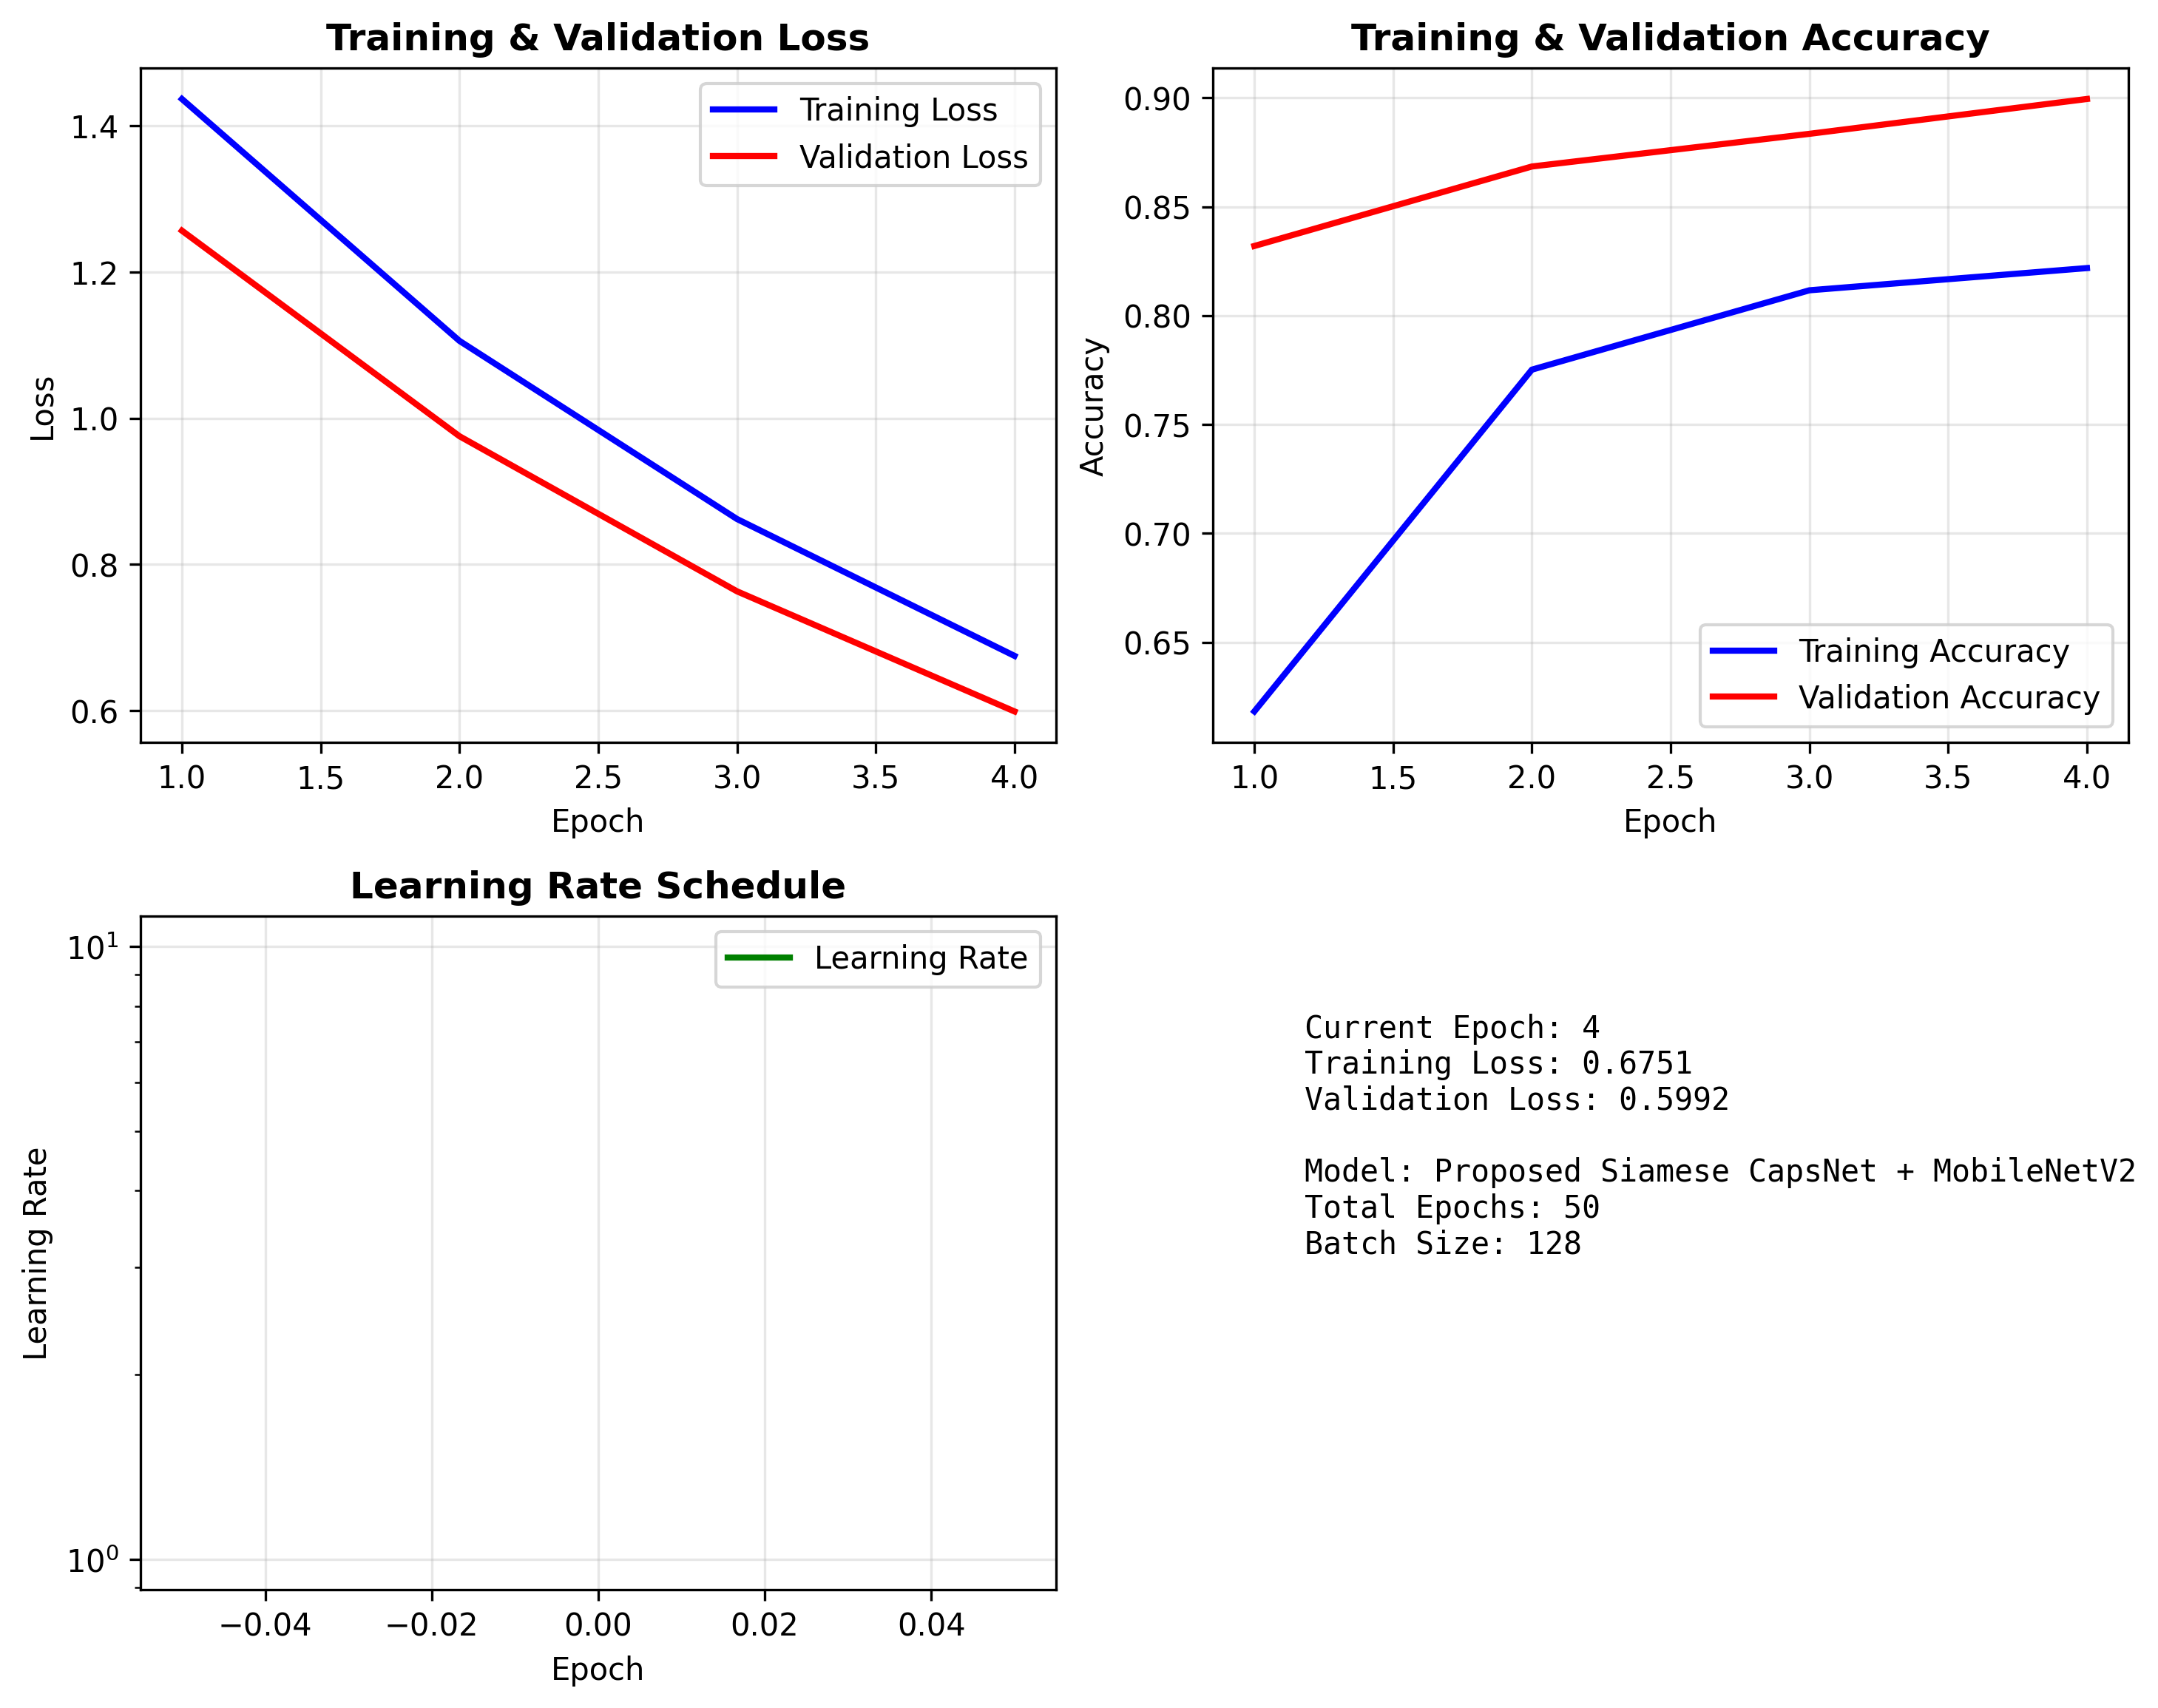 Training & Validation Loss
1.4
1.2
1.0
0.8
0.6
Loss
Training Loss
Validation Loss
1.0 1.5 2.0 2.5 3.0 3.5 4.0
Epoch
Training & Validation Accuracy
0.90
0.85
0.80
0.75
0.70
0.65
Accuracy
Training Accuracy
Validation Accuracy
1.0 1.5 2.0 2.5 3.0 3.5 4.0
Epoch
Learning Rate Schedule
10¹
10⁰
Learning Rate
Learning Rate
−0.04 −0.02 0.00 0.02 0.04
Epoch
Current Epoch: 4
Training Loss: 0.6751
Validation Loss: 0.5992
Model: Proposed Siamese CapsNet + MobileNetV2
Total Epochs: 50
Batch Size: 128